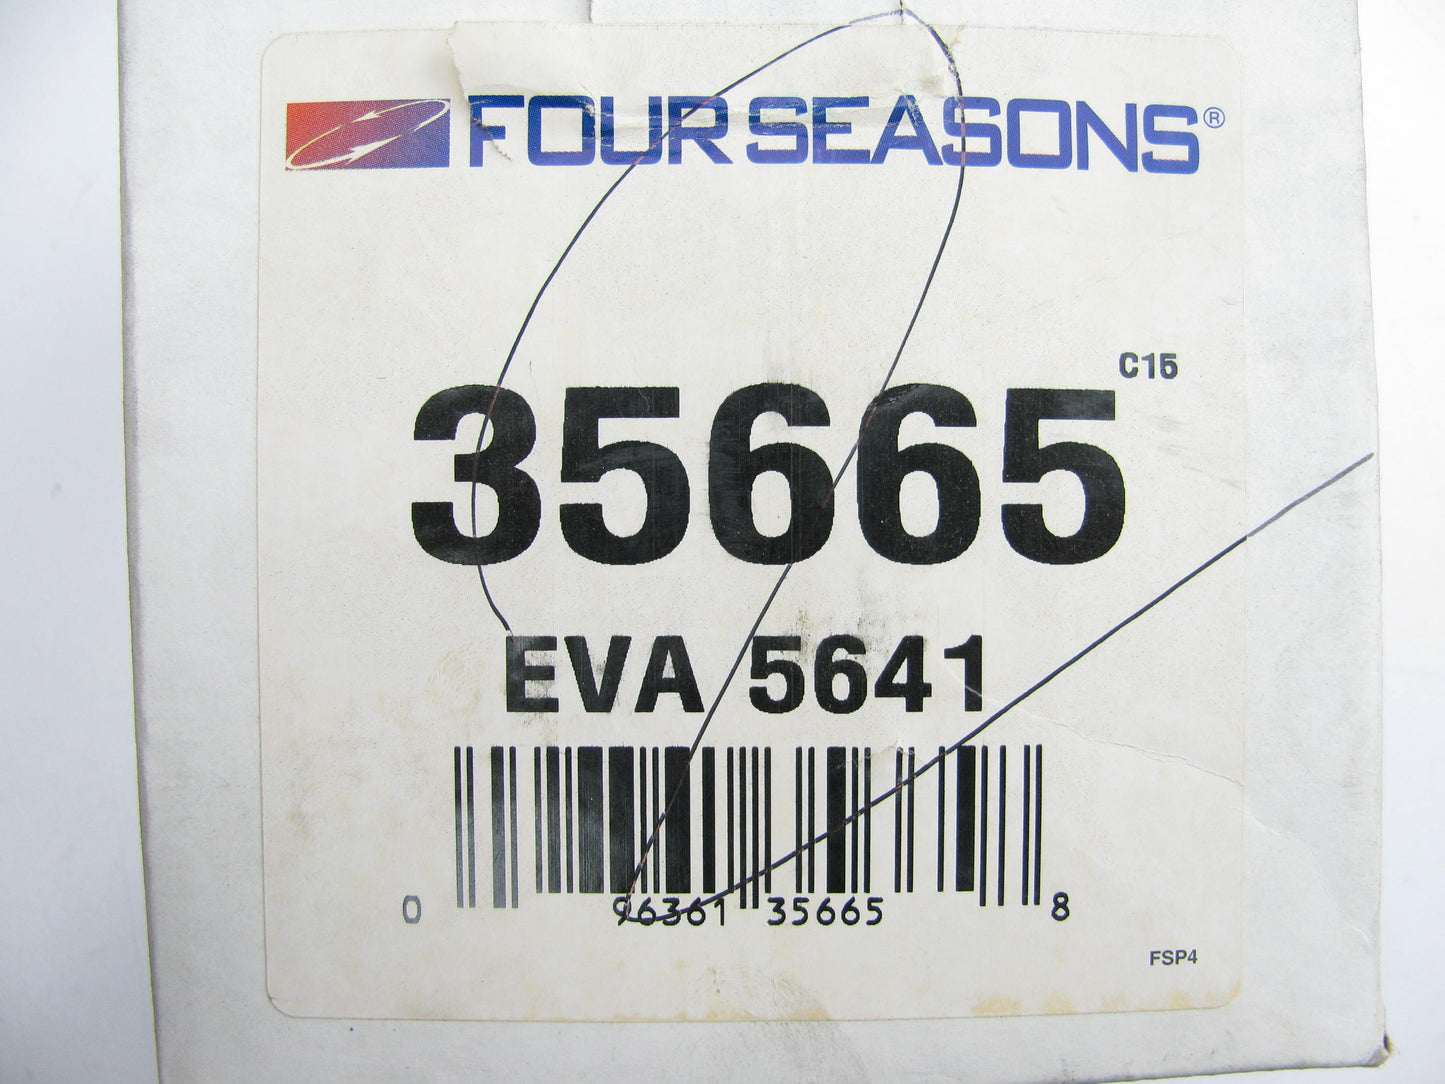 FOUR SEASONS®
C15
35665
EVA 5641
0 96361 35665 8
FSP4